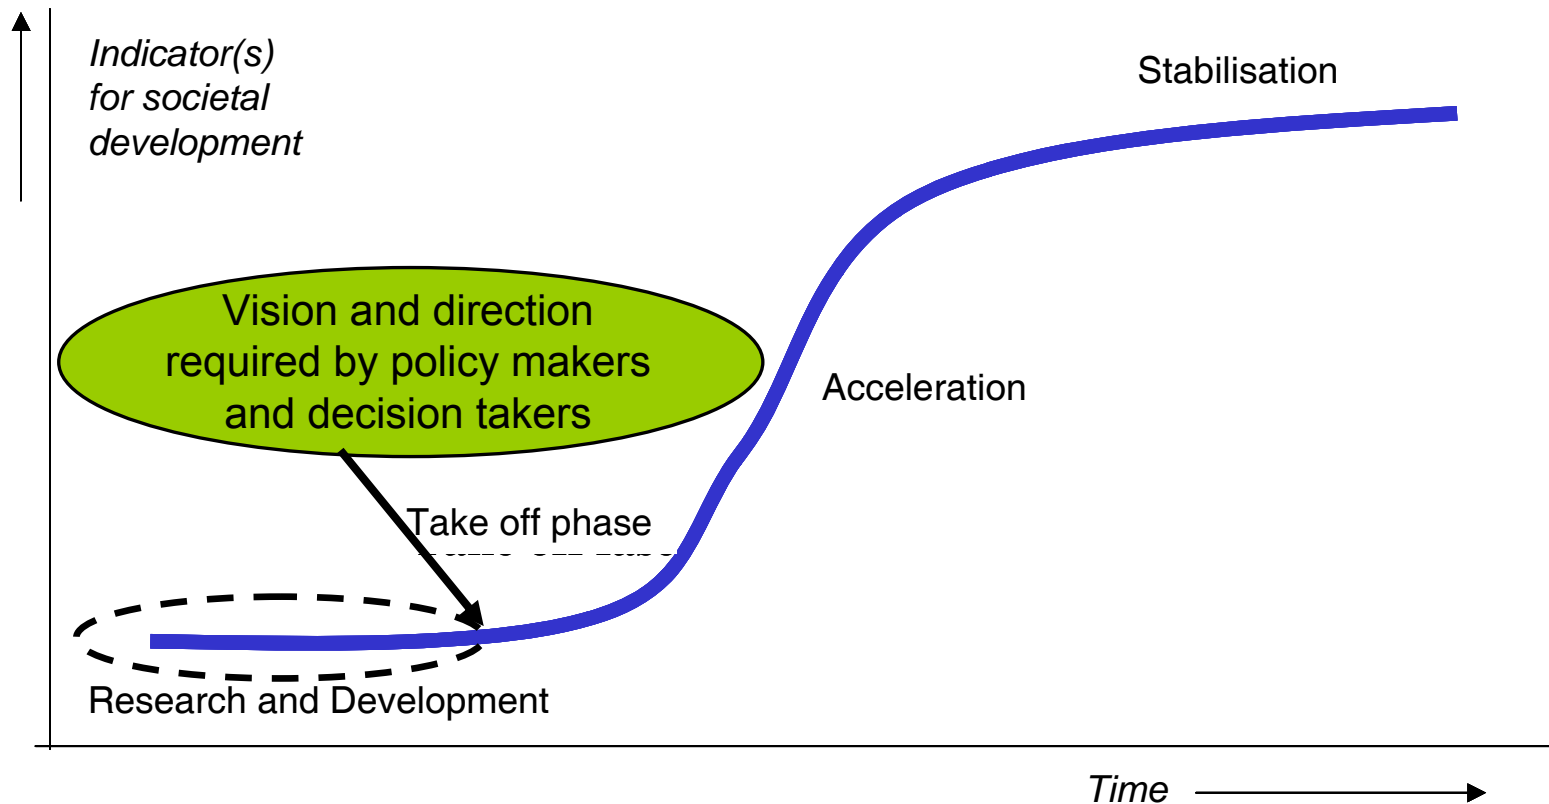 Indicator(s)
for societal
development
Stabilisation
Vision and direction
required by policy makers
and decision takers
Acceleration
Take off phase
Research and Development
Time